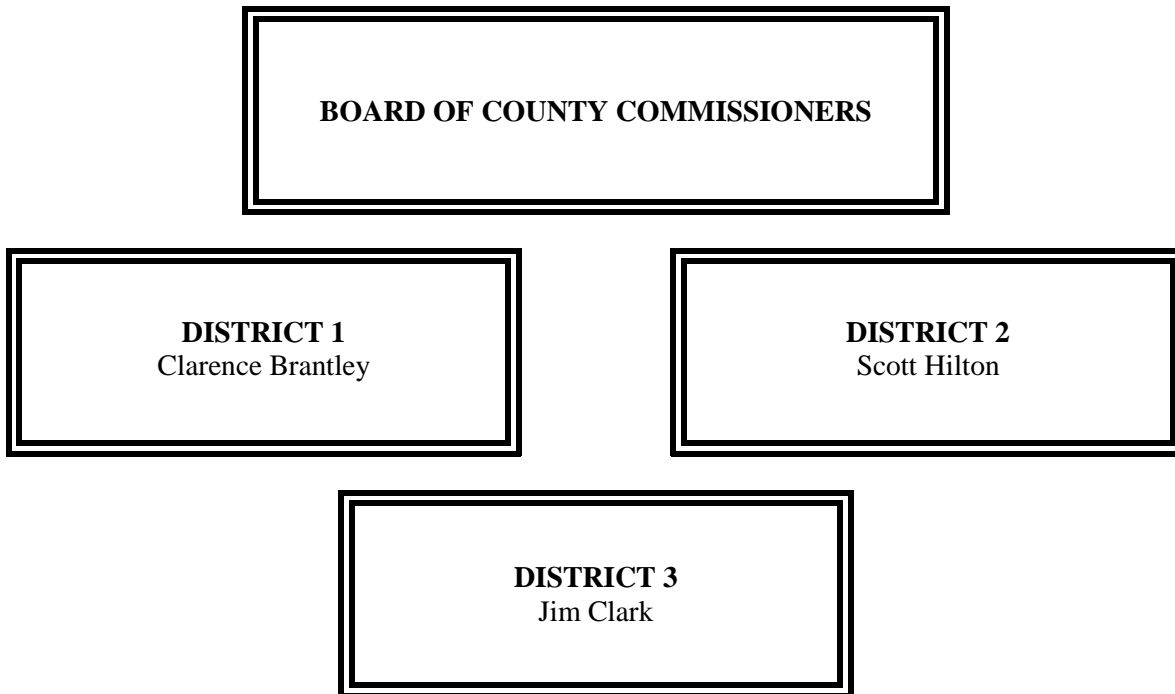 BOARD OF COUNTY COMMISSIONERS
DISTRICT 1
Clarence Brantley
DISTRICT 2
Scott Hilton
DISTRICT 3
Jim Clark